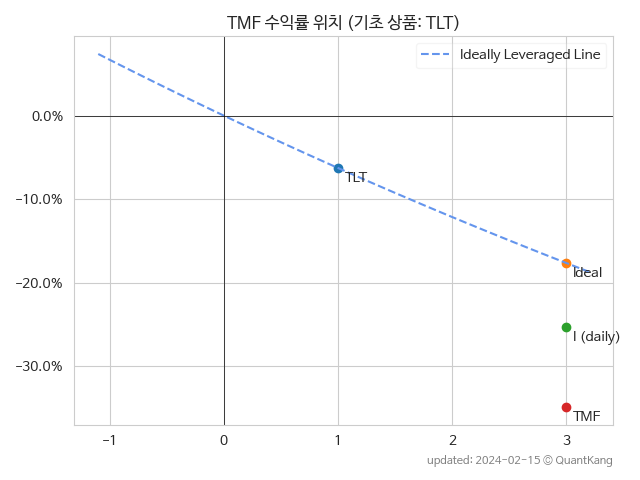 TMF 수익률 위치 (기초 상품: TLT)
Ideally Leveraged Line
0.0%
TLT
−10.0%
−20.0%
Ideal
−30.0%
I (daily)
TMF
−1
0
1
2
3
updated: 2024-02-15 © QuantKang